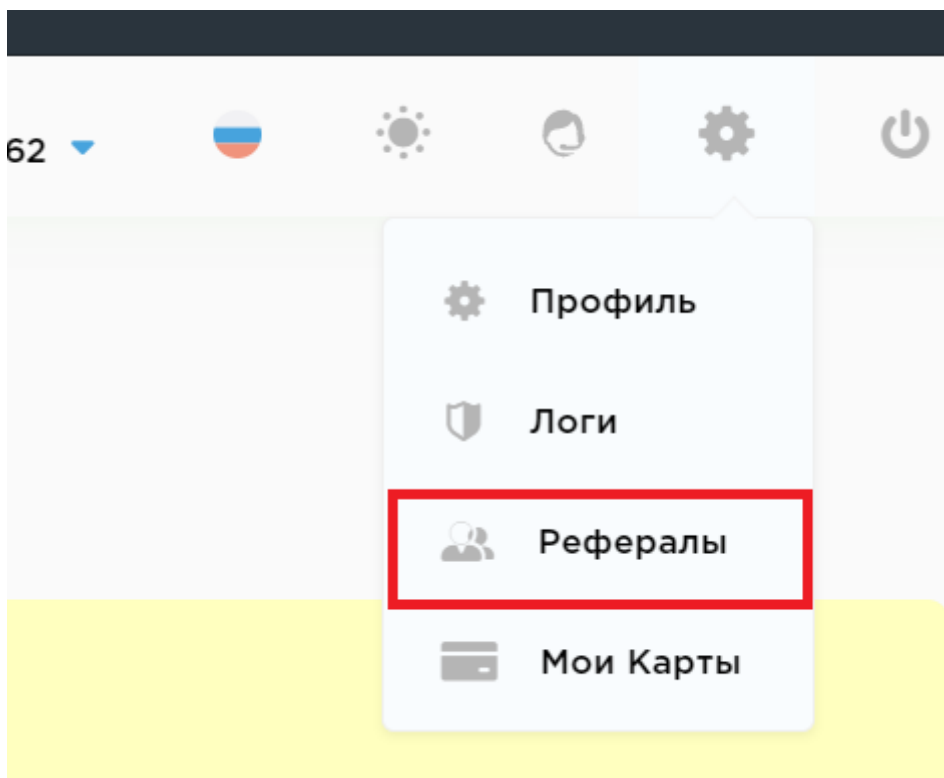 62
Профиль
Логи
Рефералы
Мои Карты